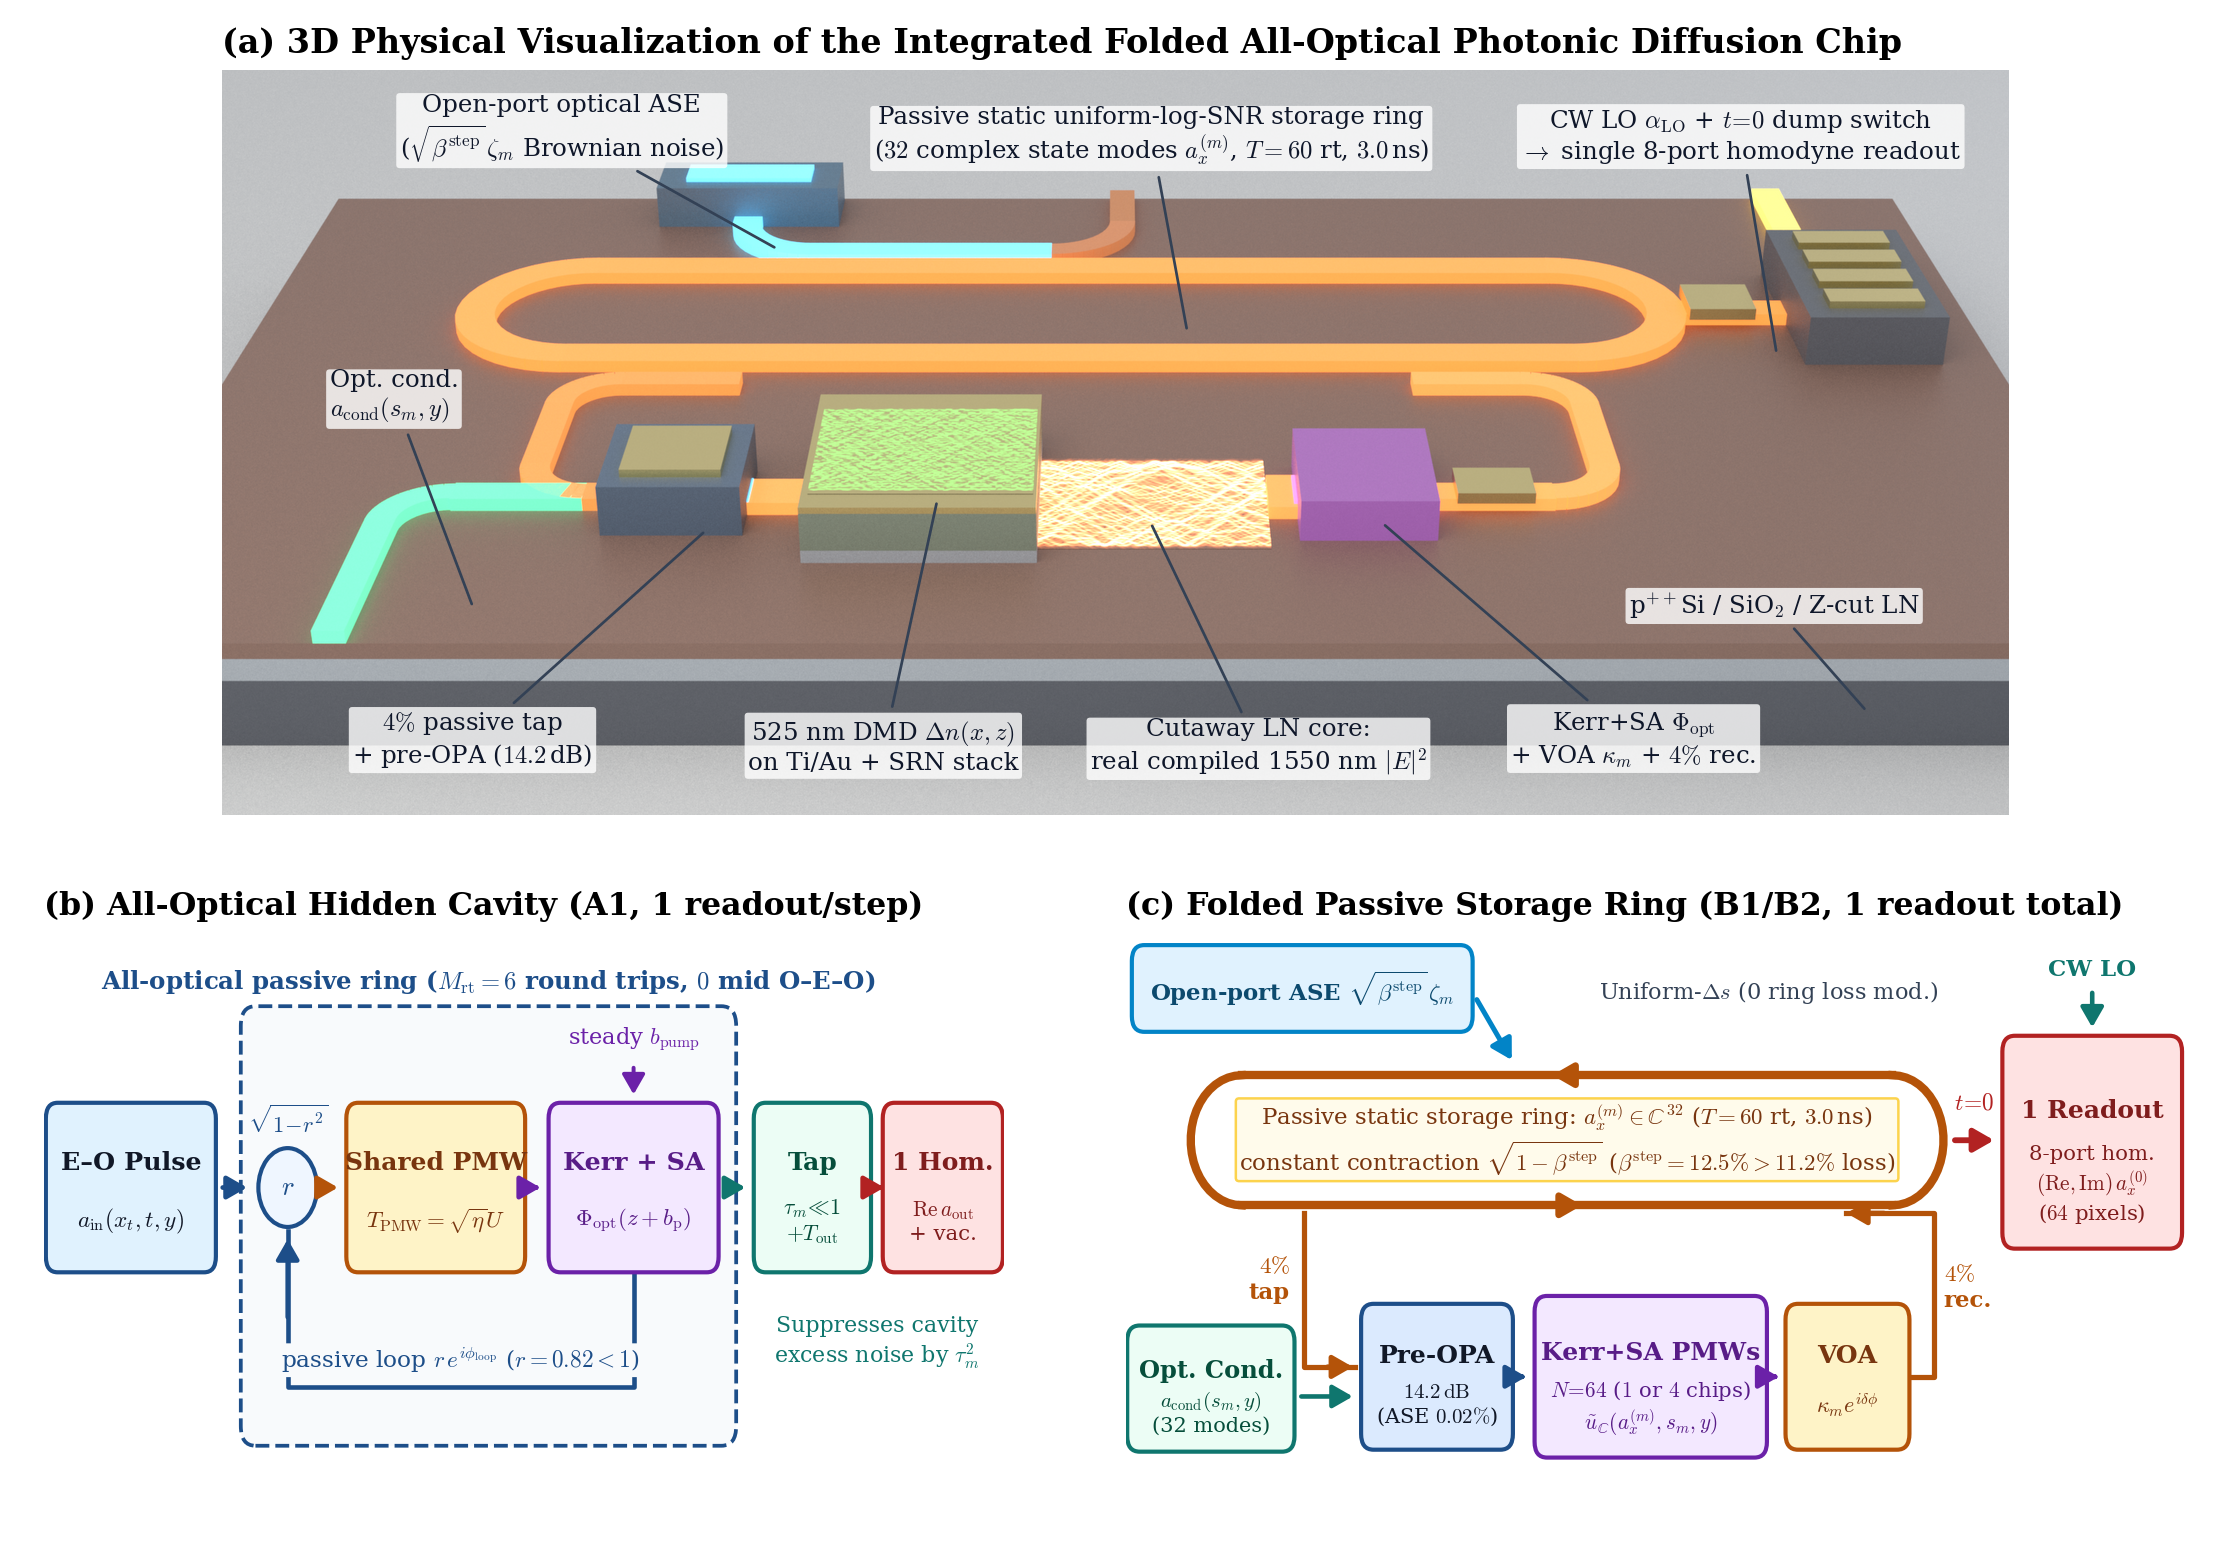 (a) 3D Physical Visualization of the Integrated Folded All-Optical Photonic Diffusion Chip
Open-port optical ASE
(√β^step ζ_m Brownian noise)
Passive static uniform-log-SNR storage ring
(32 complex state modes a_x^(m), T = 60 rt, 3.0 ns)
CW LO α_LO + t=0 dump switch
→ single 8-port homodyne readout
Opt. cond.
a_cond(s_m, y)
p⁺⁺Si / SiO₂ / Z-cut LN
4% passive tap
+ pre-OPA (14.2 dB)
525 nm DMD Δn(x, z)
on Ti/Au + SRN stack
Cutaway LN core:
real compiled 1550 nm |E|²
Kerr+SA Φ_opt
+ VOA κ_m + 4% rec.
(b) All-Optical Hidden Cavity (A1, 1 readout/step)
All-optical passive ring (M_rt = 6 round trips, 0 mid O–E–O)
steady b_pump
√1−r²
E–O Pulse
a_in(x_t, t, y)
r
Shared PMW
T_PMW = √η U
Kerr + SA
Φ_opt(z + b_p)
Tap
τ_m ≪ 1
+T_out
1 Hom.
Re a_out
+ vac.
passive loop r e^{iφ_loop} (r = 0.82 < 1)
Suppresses cavity
excess noise by τ_m²
(c) Folded Passive Storage Ring (B1/B2, 1 readout total)
Open-port ASE √β^step ζ_m
Uniform-Δs (0 ring loss mod.)
CW LO
Passive static storage ring: a_x^(m) ∈ ℂ³² (T = 60 rt, 3.0 ns)
constant contraction √1 − β^step (β^step = 12.5% > 11.2% loss)
t=0
1 Readout
8-port hom.
(Re, Im) a_x^(0)
(64 pixels)
4%
tap
4%
rec.
Opt. Cond.
a_cond(s_m, y)
(32 modes)
Pre-OPA
14.2 dB
(ASE 0.02%)
Kerr+SA PMWs
N=64 (1 or 4 chips)
ũ_ℂ(a_x^(m), s_m, y)
VOA
κ_m e^{iδφ}